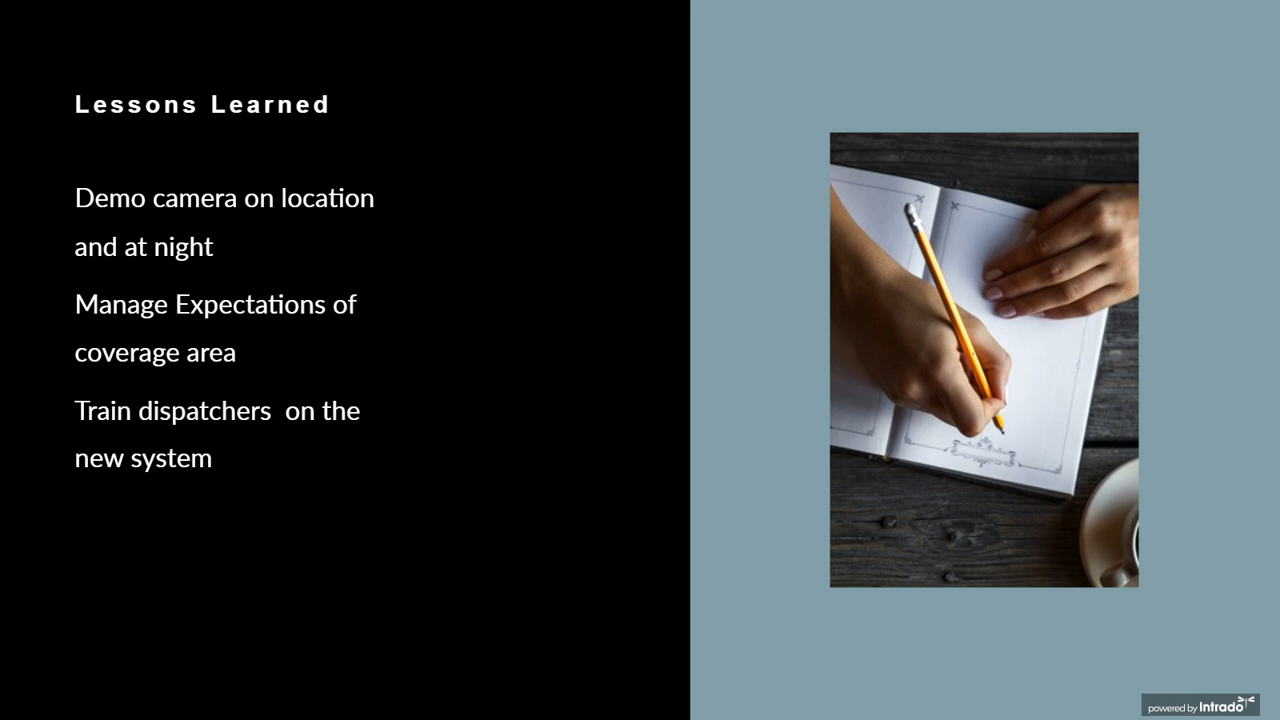 Lessons Learned
Demo camera on location
and at night
Manage Expectations of
coverage area
Train dispatchers  on the
new system
powered by Intrado